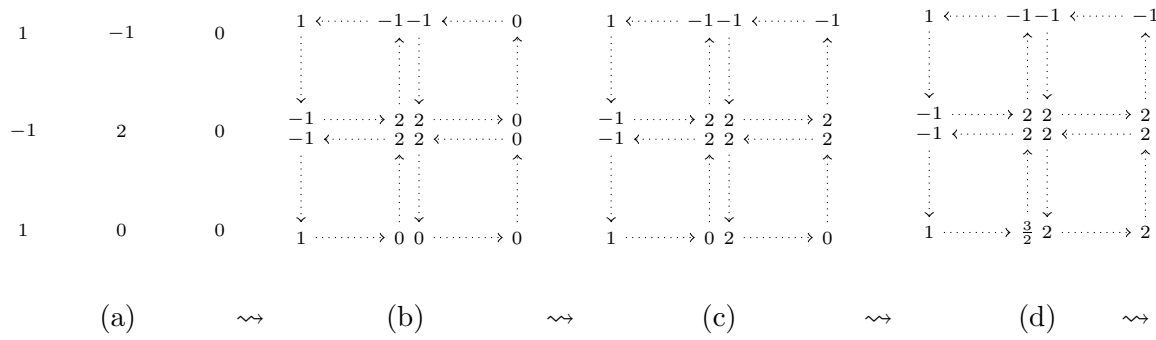 1 −1 0
−1 2 0
1 0 0
1 −1 −1 0
−1 2 2 0
−1 2 2 0
1 0 0 0
1 −1 −1 −1
−1 2 2 2
−1 2 2 2
1 0 2 0
1 −1 −1 −1
−1 2 2 2
−1 2 2 2
1 3/2 2 2
(a) ⇝ (b) ⇝ (c) ⇝ (d) ⇝